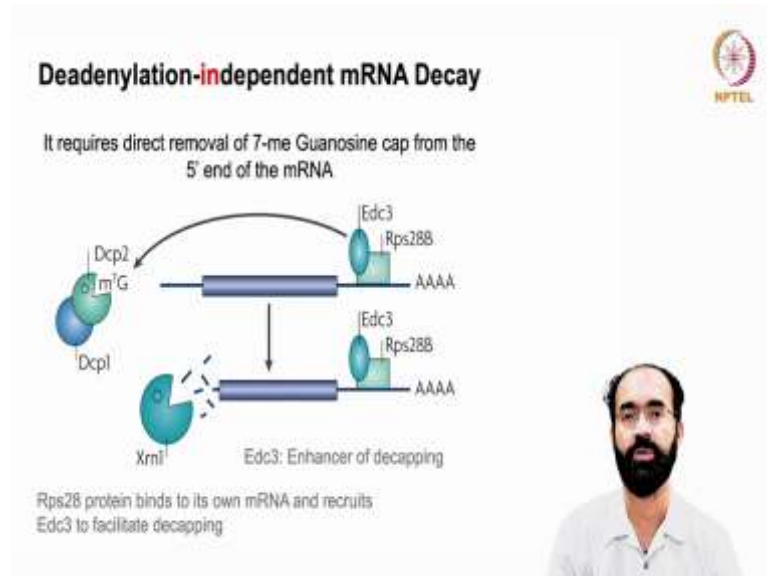 Deadenylation-independent mRNA Decay
NPTEL
It requires direct removal of 7-me Guanosine cap from the
5' end of the mRNA
Edc3
Rps28B
Dcp2
m⁷G
AAAA
Dcp1
Edc3
Rps28B
AAAA
Xrn1
Edc3: Enhancer of decapping
Rps28 protein binds to its own mRNA and recruits
Edc3 to facilitate decapping